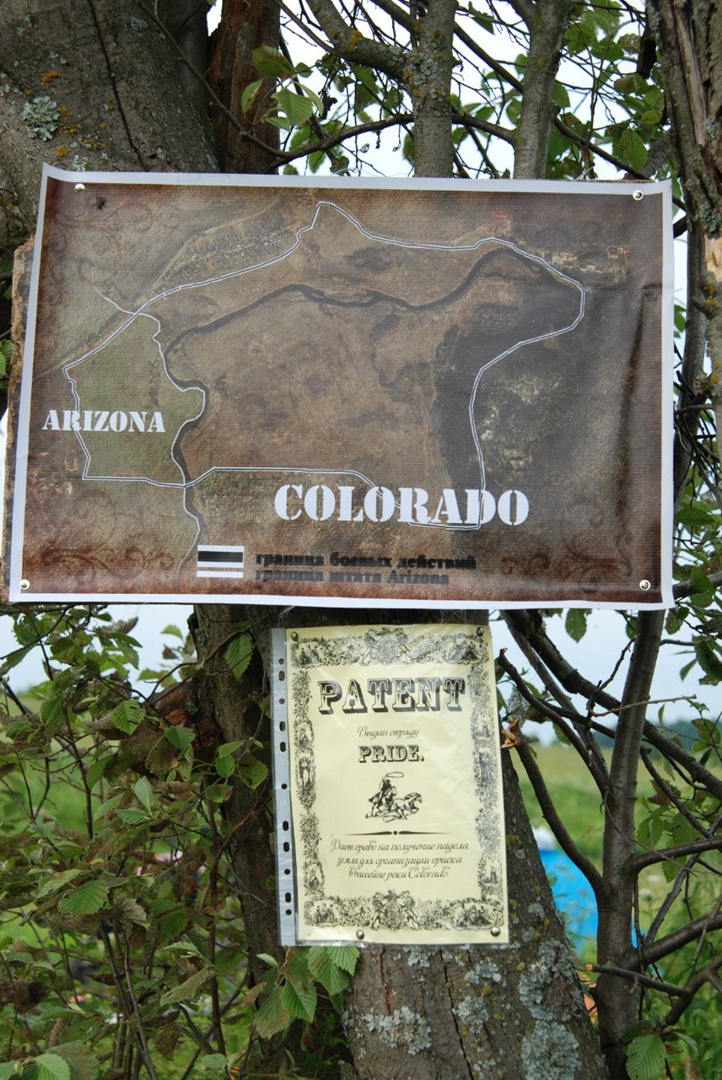 ARIZONA
COLORADO
граница боевых действий
граница штата Arizona
PATENT
Выдан отряду
PRIDE.
Дает право на получение надела
земли для организации прииска
в бассейне реки Colorado